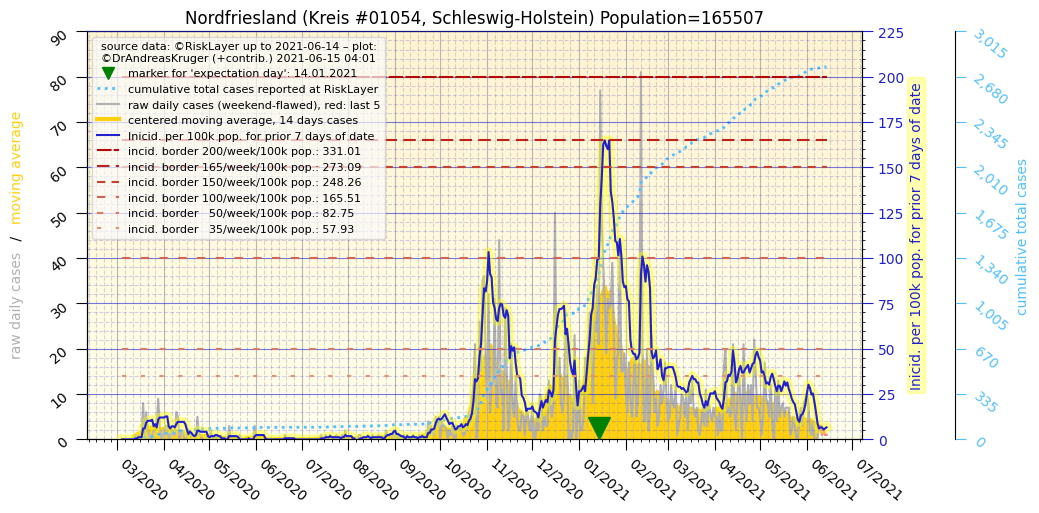 Nordfriesland (Kreis #01054, Schleswig-Holstein) Population=165507
source data: ©RiskLayer up to 2021-06-14 – plot:
©DrAndreasKruger (+contrib.) 2021-06-15 04:01
marker for 'expectation day': 14.01.2021
cumulative total cases reported at RiskLayer
raw daily cases (weekend-flawed), red: last 5
centered moving average, 14 days cases
Inicid. per 100k pop. for prior 7 days of date
incid. border 200/week/100k pop.: 331.01
incid. border 165/week/100k pop.: 273.09
incid. border 150/week/100k pop.: 248.26
incid. border 100/week/100k pop.: 165.51
incid. border   50/week/100k pop.: 82.75
incid. border   35/week/100k pop.: 57.93
raw daily cases / moving average
90
80
70
60
50
40
30
20
10
0
225
200
175
150
125
100
75
50
25
0
Inicid. per 100k pop. for prior 7 days of date
3,015
2,680
2,345
2,010
1,675
1,340
1,005
670
335
0
cumulative total cases
03/2020
04/2020
05/2020
06/2020
07/2020
08/2020
09/2020
10/2020
11/2020
12/2020
01/2021
02/2021
03/2021
04/2021
05/2021
06/2021
07/2021